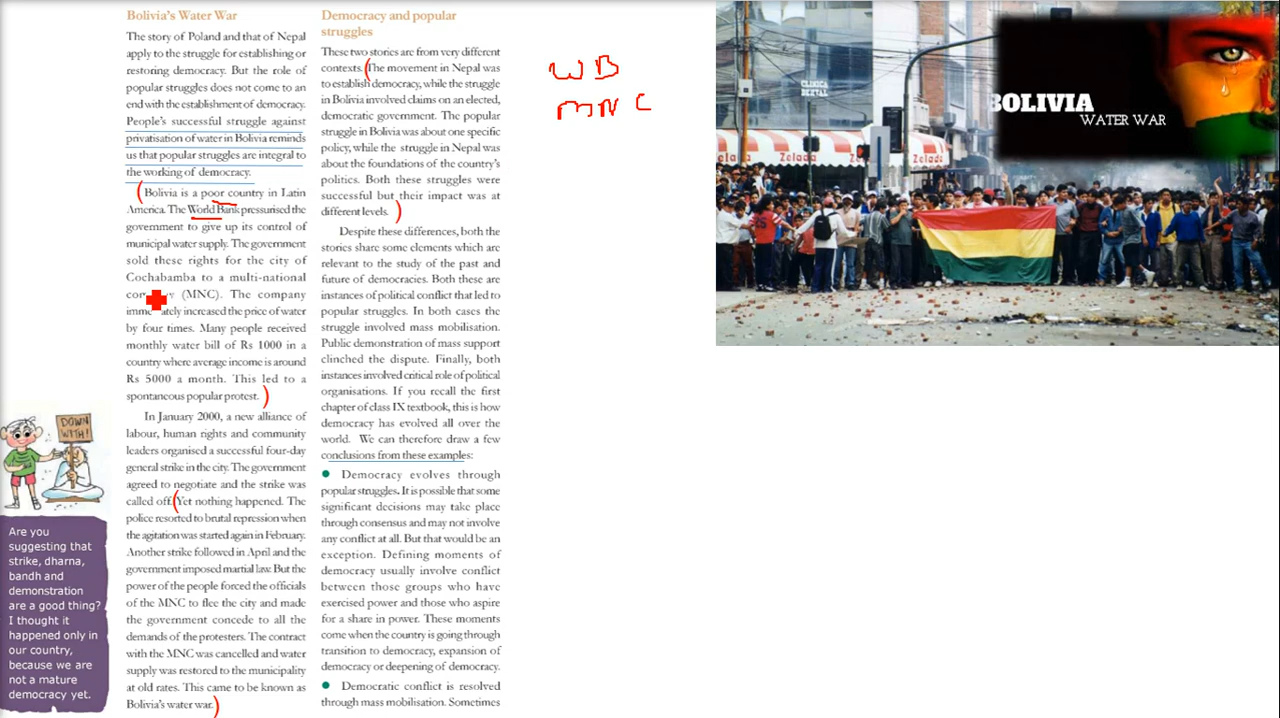 Bolivia's Water War
The story of Poland and that of Nepal
apply to the struggle for establishing or
restoring democracy. But the role of
popular struggles does not come to an
end with the establishment of democracy.
People's successful struggle against
privatisation of water in Bolivia reminds
us that popular struggles are integral to
the working of democracy.
Bolivia is a poor country in Latin
America. The World Bank pressurised the
government to give up its control of
municipal water supply. The government
sold these rights for the city of
Cochabamba to a multi-national
(MNC). The company
increased the price of water
by four times. Many people received
monthly water bill of Rs 1000 in a
country where average income is around
Rs 5000 a month. This led to a
spontaneous popular protest.
In January 2000, a new alliance of
labour, human rights and community
leaders organised a successful four-day
general strike in the city. The government
agreed to negotiate and the strike was
called off. Yet nothing happened. The
police resorted to brutal repression when
the agitation was started again in February.
Another strike followed in April and the
government imposed martial law. But the
power of the people forced the officials
of the MNC to flee the city and made
the government concede to all the
demands of the protesters. The contract
with the MNC was cancelled and water
supply was restored to the municipality
at old rates. This came to be known as
Bolivia's water war.
DOWN
WITH!
Are you
suggesting that
strike, dharna,
bandh and
demonstration
are a good thing?
I thought it
happened only in
our country,
because we are
not a mature
democracy yet.
Democracy and popular
struggles
These two stories are from very different
contexts. The movement in Nepal was
to establish democracy, while the struggle
in Bolivia involved claims on an elected,
democratic government. The popular
struggle in Bolivia was about one specific
policy, while the struggle in Nepal was
about the foundations of the country's
politics. Both these struggles were
successful but their impact was at
different levels.
Despite these differences, both the
stories share some elements which are
relevant to the study of the past and
future of democracies. Both these are
instances of political conflict that led to
popular struggles. In both cases the
struggle involved mass mobilisation.
Public demonstration of mass support
clinched the dispute. Finally, both
instances involved critical role of political
organisations. If you recall the first
chapter of class IX textbook, this is how
democracy has evolved all over the
world. We can therefore draw a few
conclusions from these examples:
● Democracy evolves through
popular struggles. It is possible that some
significant decisions may take place
through consensus and may not involve
any conflict at all. But that would be an
exception. Defining moments of
democracy usually involve conflict
between those groups who have
exercised power and those who aspire
for a share in power. These moments
come when the country is going through
transition to democracy, expansion of
democracy or deepening of democracy.
● Democratic conflict is resolved
through mass mobilisation. Sometimes
WB
MNC
CLINICA
DENTAL
Zelada
Zelada
BOLIVIA
WATER WAR